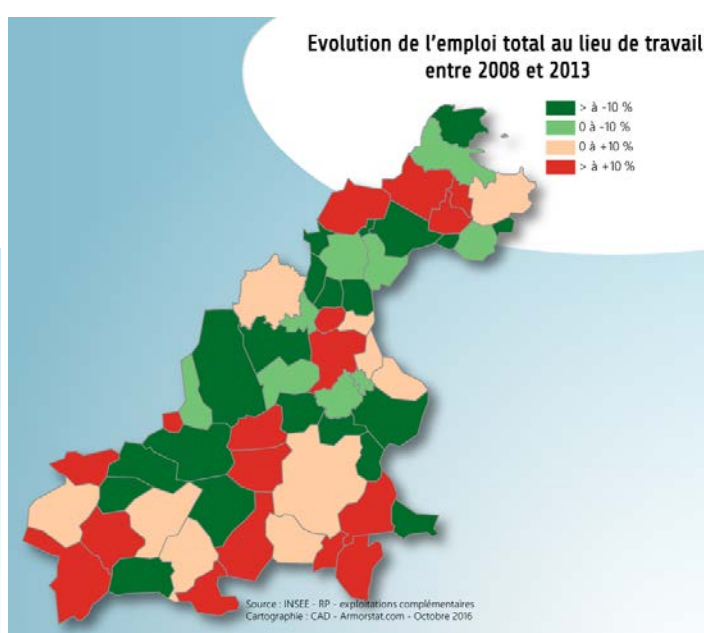 Evolution de l'emploi total au lieu de travail
entre 2008 et 2013
> à -10 %
0 à -10 %
0 à +10 %
> à +10 %
Source : INSEE - RP - exploitations complémentaires
Cartographie : CAD - Armorstat.com - Octobre 2016